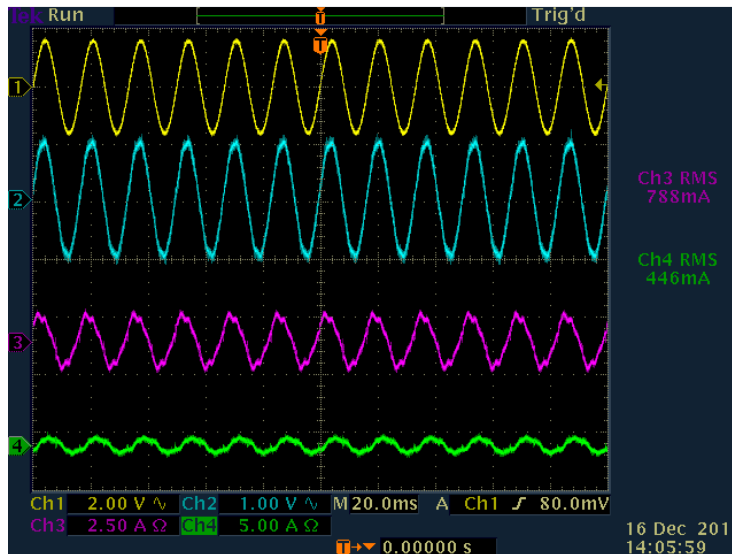 Tek Run Trig'd
T
T
1
2
Ch3 RMS
788mA
Ch4 RMS
446mA
3
4
Ch1 2.00 V ∿ Ch2 1.00 V ∿ M 20.0ms A Ch1 ʃ 80.0mV
Ch3 2.50 A Ω Ch4 5.00 A Ω
16 Dec 201
T→▼ 0.00000 s 14:05:59